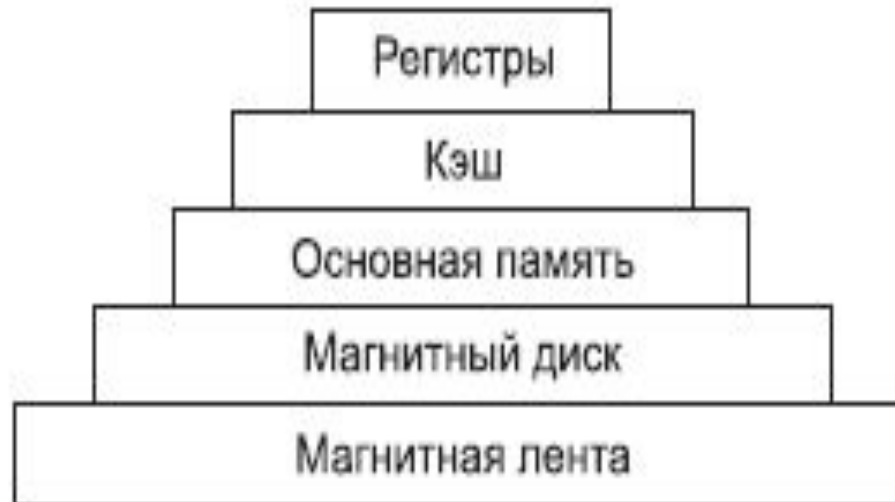 Регистры
Кэш
Основная память
Магнитный диск
Магнитная лента